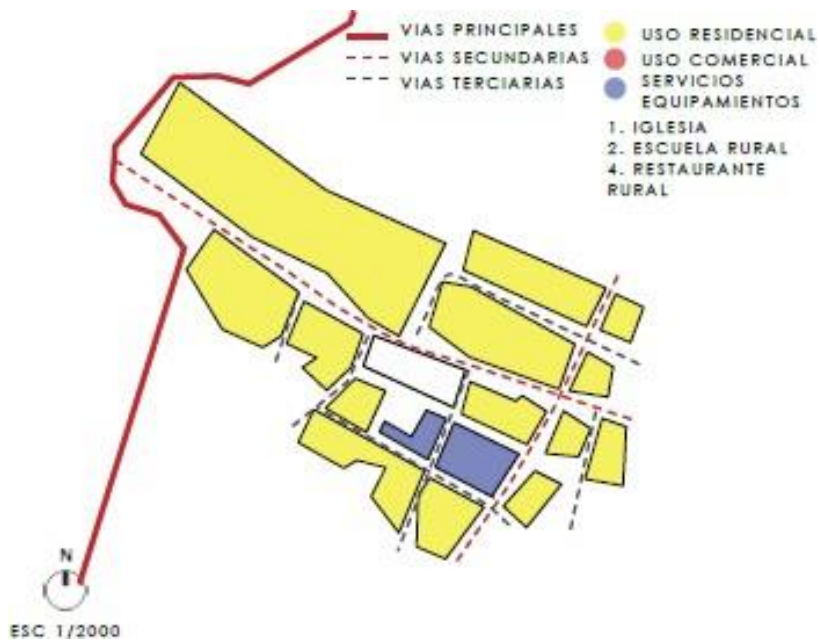 VIAS PRINCIPALES
VIAS SECUNDARIAS
VIAS TERCIARIAS
USO RESIDENCIAL
USO COMERCIAL
SERVICIOS
EQUIPAMIENTOS
1. IGLESIA
2. ESCUELA RURAL
4. RESTAURANTE
RURAL
N
ESC 1/2000